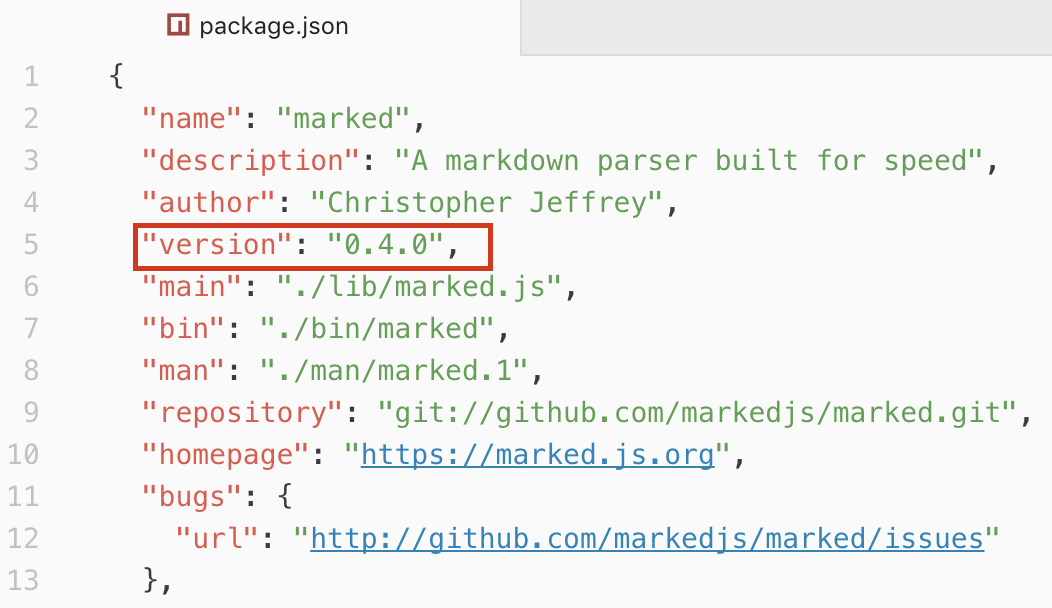 package.json
1 {
2 "name": "marked",
3 "description": "A markdown parser built for speed",
4 "author": "Christopher Jeffrey",
5 "version": "0.4.0",
6 "main": "./lib/marked.js",
7 "bin": "./bin/marked",
8 "man": "./man/marked.1",
9 "repository": "git://github.com/markedjs/marked.git",
10 "homepage": "https://marked.js.org",
11 "bugs": {
12 "url": "http://github.com/markedjs/marked/issues"
13 },